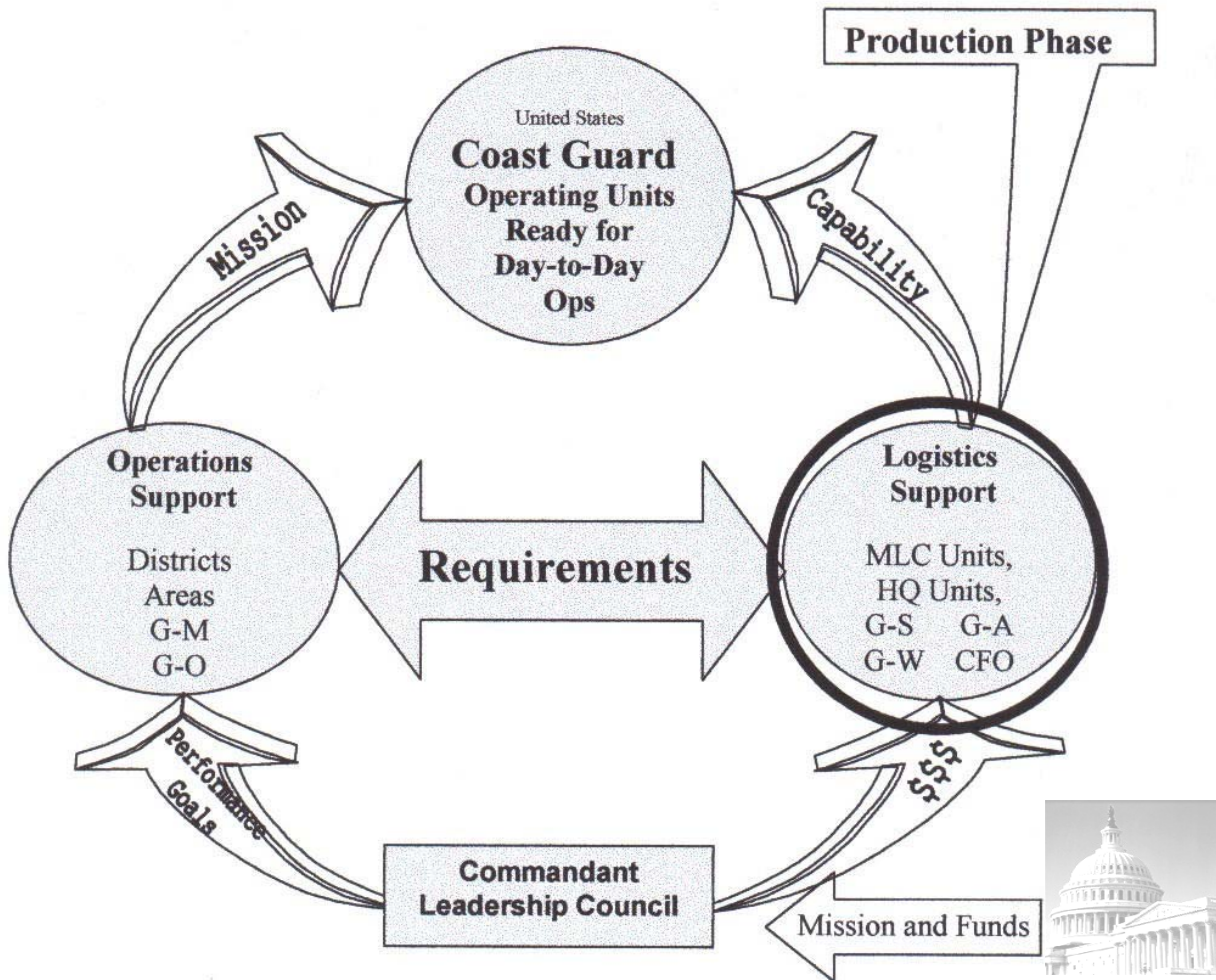 Production Phase
United States
Coast Guard
Operating Units
Ready for
Day-to-Day
Ops
Mission
Capability
Operations
Support
Districts
Areas
G-M
G-O
Requirements
Logistics
Support
MLC Units,
HQ Units,
G-S G-A
G-W CFO
Performance
Goals
$$$
Commandant
Leadership Council
Mission and Funds